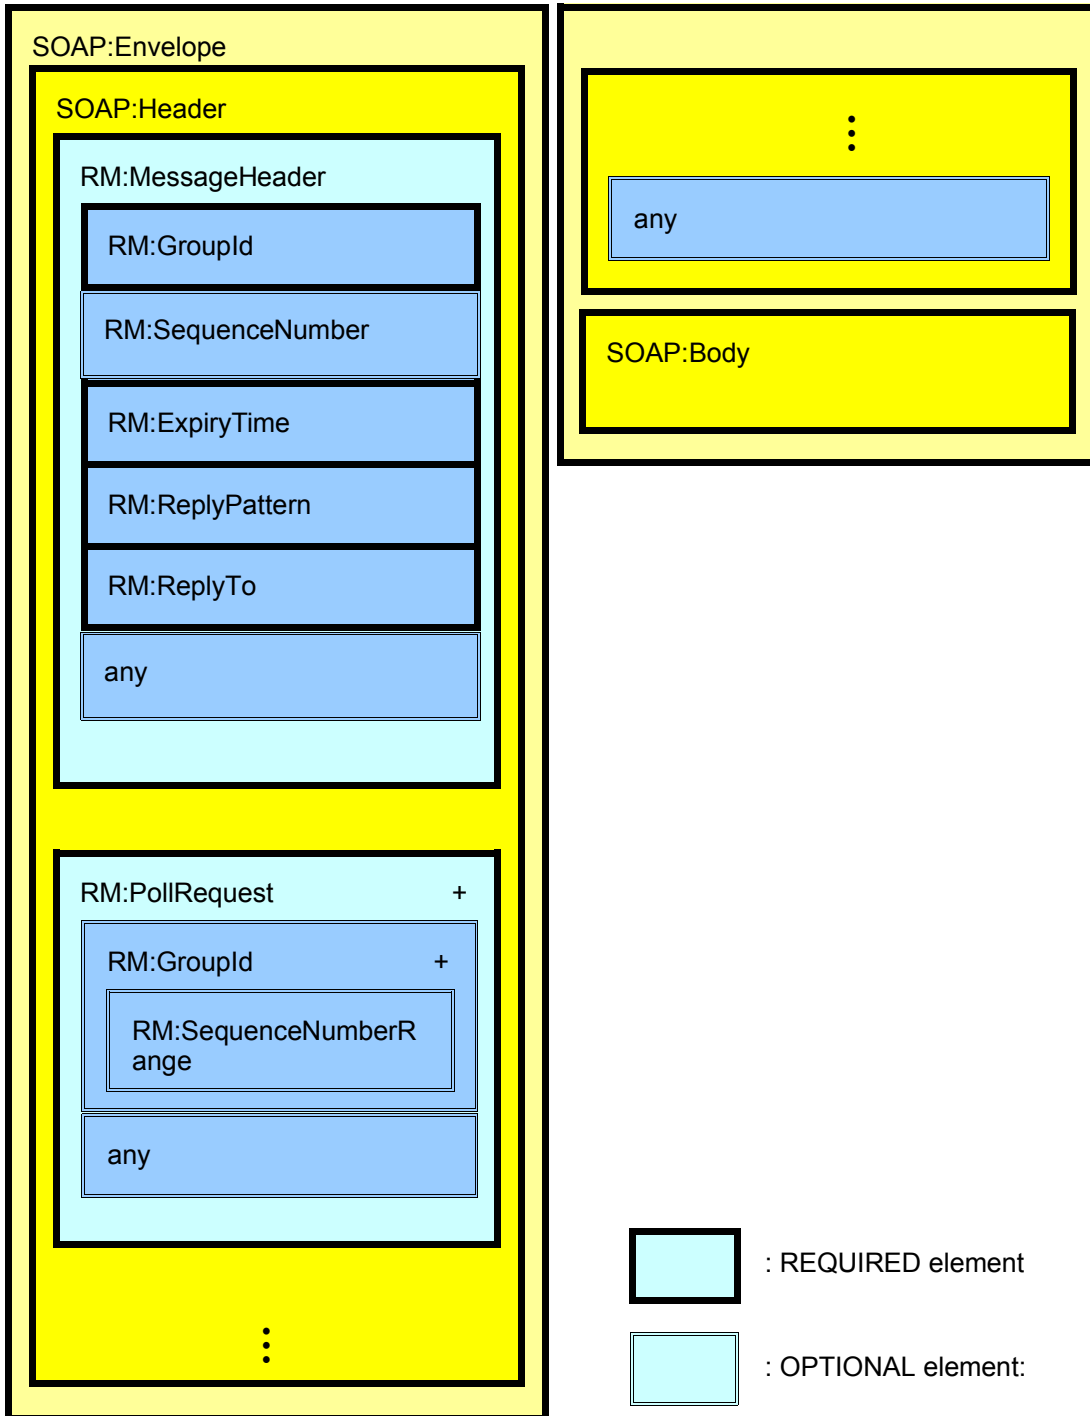 SOAP:Envelope
SOAP:Header
RM:MessageHeader
RM:GroupId
RM:SequenceNumber
RM:ExpiryTime
RM:ReplyPattern
RM:ReplyTo
any
RM:PollRequest +
RM:GroupId +
RM:SequenceNumberR
ange
any
any
SOAP:Body
: REQUIRED element
: OPTIONAL element: